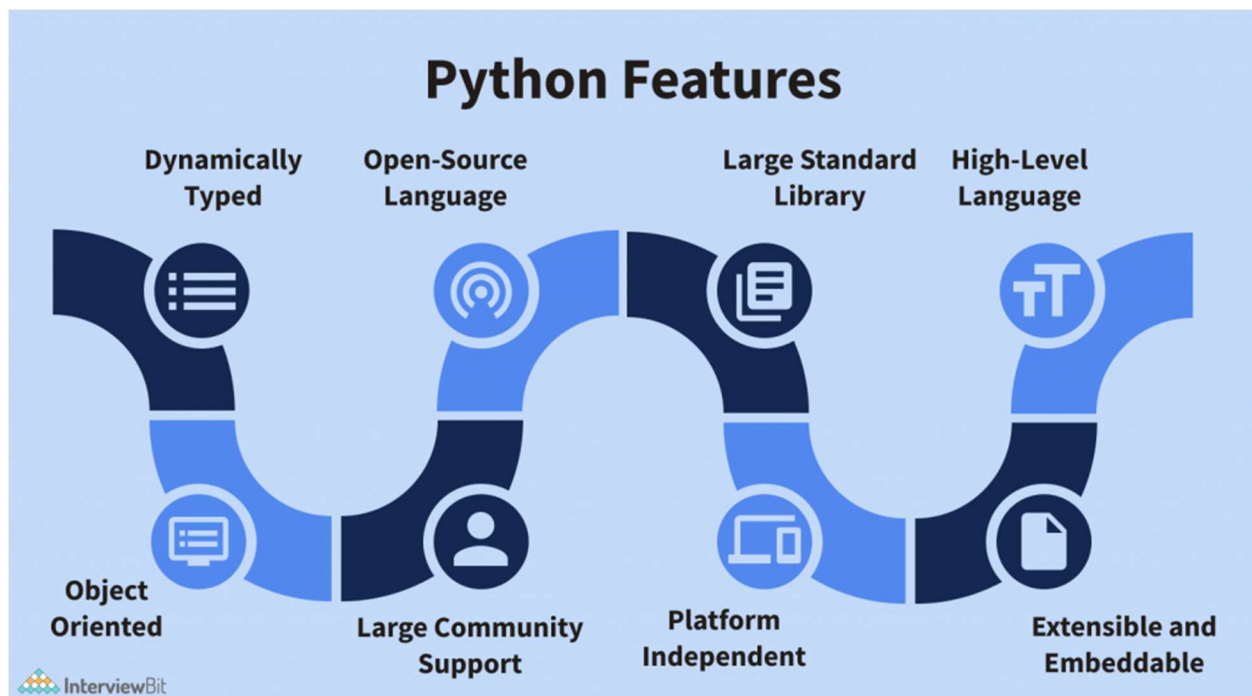 Python Features
Dynamically
Typed
Open-Source
Language
Large Standard
Library
High-Level
Language
Object
Oriented
Large Community
Support
Platform
Independent
Extensible and
Embeddable
InterviewBit